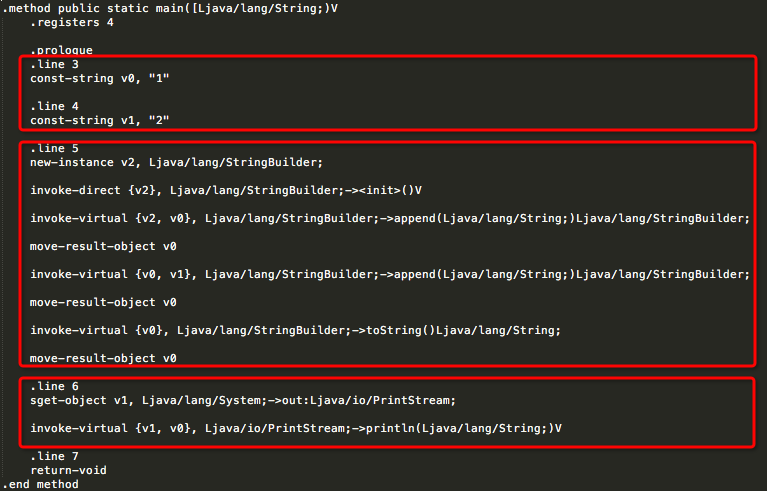 .method public static main([Ljava/lang/String;)V
.registers 4
.prologue
.line 3
const-string v0, "1"
.line 4
const-string v1, "2"
.line 5
new-instance v2, Ljava/lang/StringBuilder;
invoke-direct {v2}, Ljava/lang/StringBuilder;-><init>()V
invoke-virtual {v2, v0}, Ljava/lang/StringBuilder;->append(Ljava/lang/String;)Ljava/lang/StringBuilder;
move-result-object v0
invoke-virtual {v0, v1}, Ljava/lang/StringBuilder;->append(Ljava/lang/String;)Ljava/lang/StringBuilder;
move-result-object v0
invoke-virtual {v0}, Ljava/lang/StringBuilder;->toString()Ljava/lang/String;
move-result-object v0
.line 6
sget-object v1, Ljava/lang/System;->out:Ljava/io/PrintStream;
invoke-virtual {v1, v0}, Ljava/io/PrintStream;->println(Ljava/lang/String;)V
.line 7
return-void
.end method